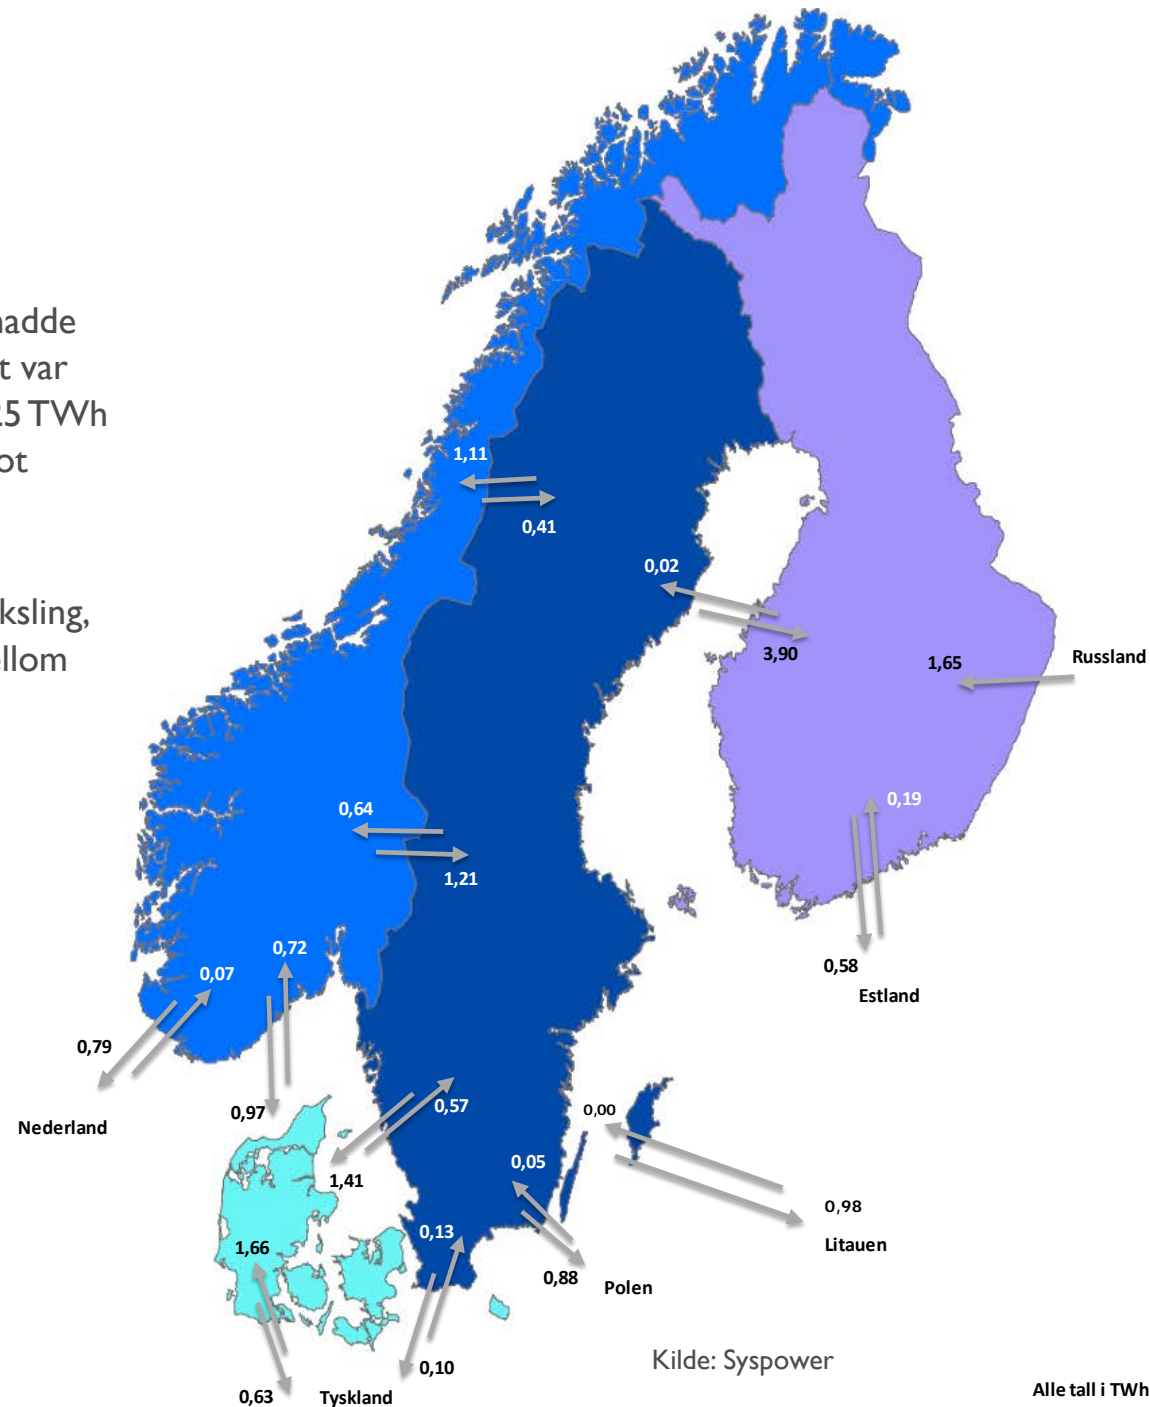 hadde
t var
25 TWh
ot
ksling,
ellom
1,11
0,41
0,02
3,90
1,65
Russland
0,64
1,21
0,19
0,58
Estland
0,72
0,07
0,79
Nederland
0,97
0,57
1,41
0,00
0,98
Litauen
0,05
0,13
0,88
Polen
1,66
0,10
0,63
Tyskland
Kilde: Syspower
Alle tall i TWh